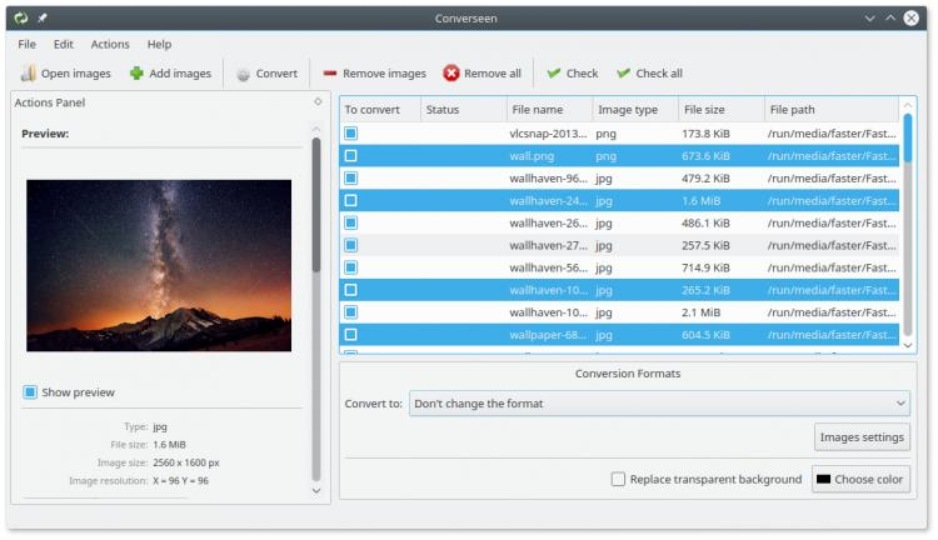 Converseen
File Edit Actions Help
Open images Add images Convert Remove images Remove all Check Check all
Actions Panel
Preview:
Show preview
Type: jpg
File size: 1.6 MiB
Image size: 2560 x 1600 px
Image resolution: X = 96 Y = 96
To convert Status File name Image type File size File path
vlcsnap-2013... png 173.8 KiB /run/media/faster/Fast...
wall.png png 673.6 KiB /run/media/faster/Fast...
wallhaven-96... jpg 479.2 KiB /run/media/faster/Fast...
wallhaven-24... jpg 1.6 MiB /run/media/faster/Fast...
wallhaven-26... jpg 486.1 KiB /run/media/faster/Fast...
wallhaven-27... jpg 257.5 KiB /run/media/faster/Fast...
wallhaven-56... jpg 714.9 KiB /run/media/faster/Fast...
wallhaven-10... jpg 265.2 KiB /run/media/faster/Fast...
wallhaven-10... jpg 2.1 MiB /run/media/faster/Fast...
wallpaper-68... jpg 604.5 KiB /run/media/faster/Fast...
Conversion Formats
Convert to: Don't change the format
Images settings
Replace transparent background Choose color